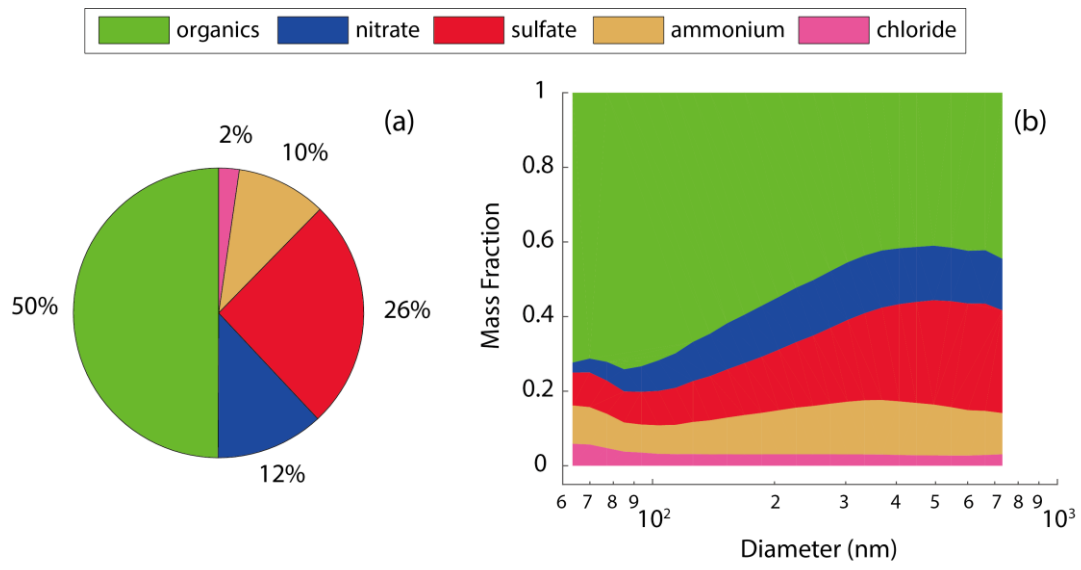 organics nitrate sulfate ammonium chloride
(a)
2%
10%
50%
26%
12%
(b)
1
0.8
0.6
0.4
0.2
0
Mass Fraction
6 7 8 9 10² 2 3 4 5 6 7 8 9 10³
Diameter (nm)